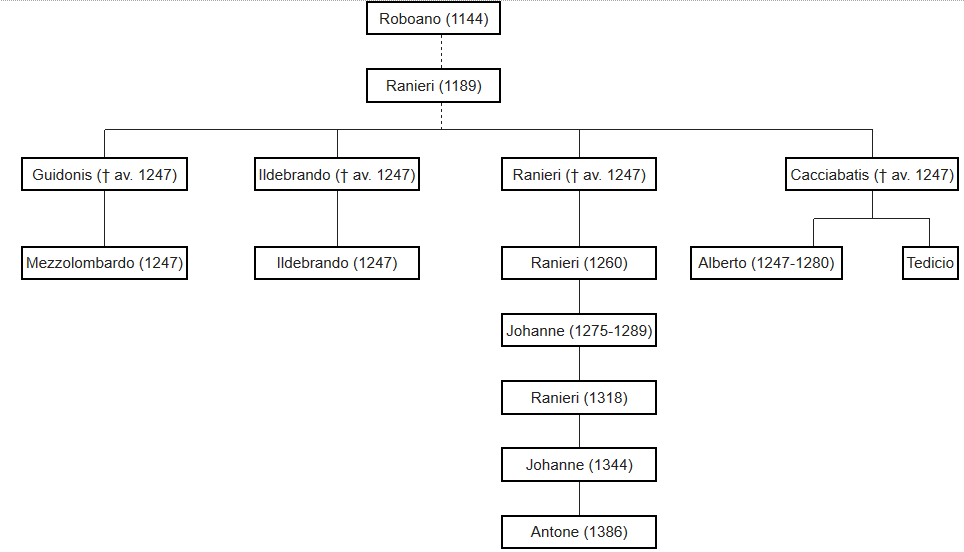 Roboano (1144)
Ranieri (1189)
Guidonis († av. 1247)
Ildebrando († av. 1247)
Ranieri († av. 1247)
Cacciabatis († av. 1247)
Mezzolombardo (1247)
Ildebrando (1247)
Ranieri (1260)
Alberto (1247-1280)
Tedicio
Johanne (1275-1289)
Ranieri (1318)
Johanne (1344)
Antone (1386)